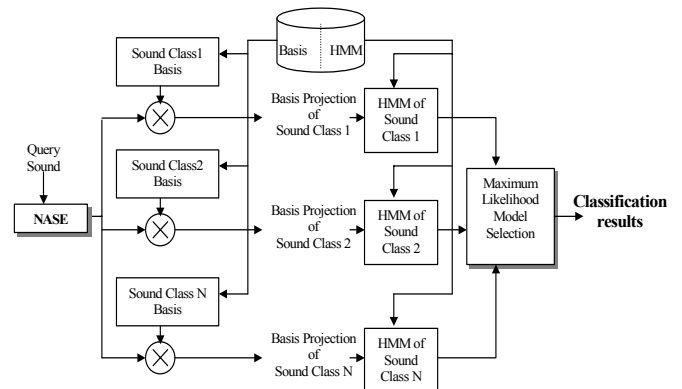 Sound Class1
Basis
Basis
HMM
Basis Projection
of
Sound Class 1
HMM of
Sound
Class 1
Query
Sound
NASE
Sound Class2
Basis
Basis Projection
of
Sound Class 2
HMM of
Sound
Class 2
Maximum
Likelihood
Model
Selection
Classification
results
Sound Class N
Basis
Basis Projection
of
Sound Class N
HMM of
Sound
Class N